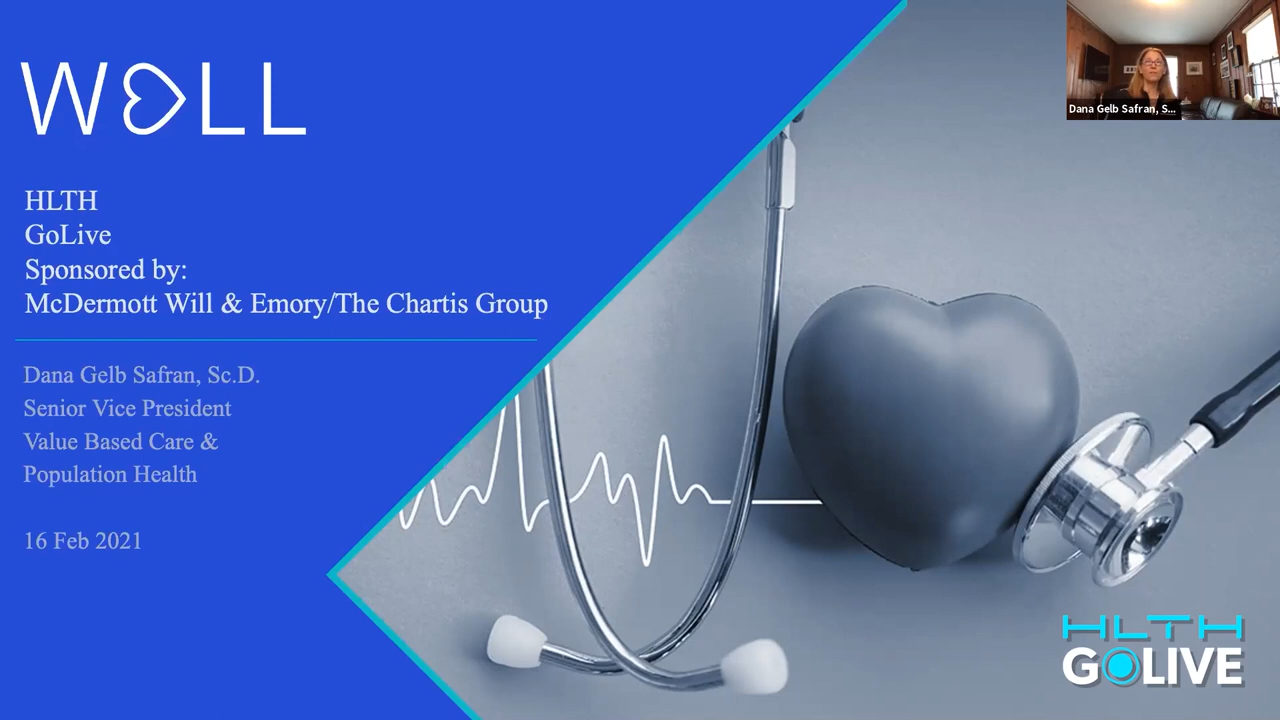 WELL
HLTH
GoLive
Sponsored by:
McDermott Will & Emory/The Chartis Group
Dana Gelb Safran, Sc.D.
Senior Vice President
Value Based Care &
Population Health
16 Feb 2021
Dana Gelb Safran, S...
HLTH
GOLIVE